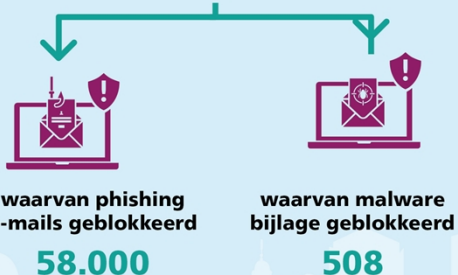 waarvan phishing
-mails geblokkeerd
58.000
waarvan malware
bijlage geblokkeerd
508